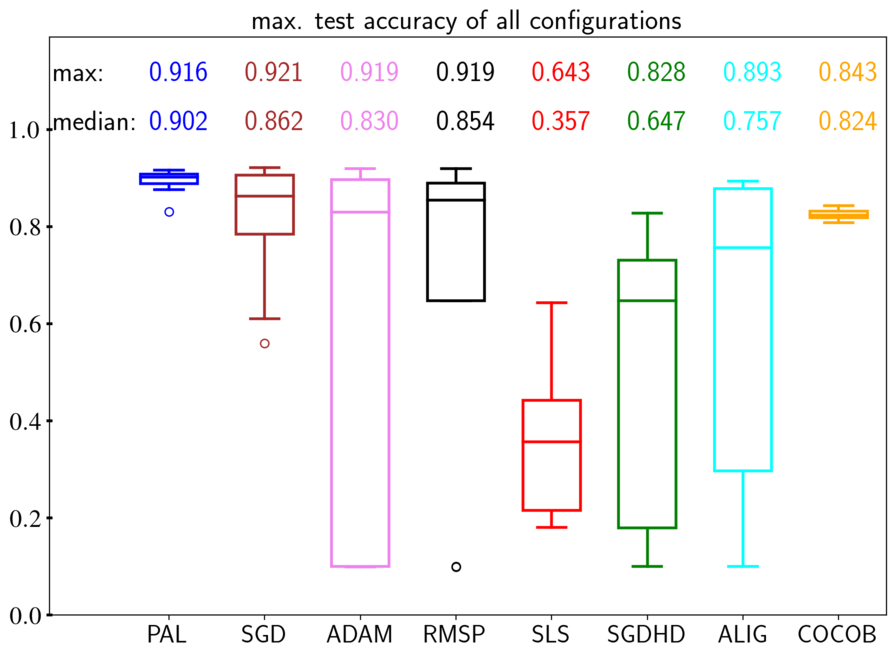 max. test accuracy of all configurations
max: 0.916 0.921 0.919 0.919 0.643 0.828 0.893 0.843
median: 0.902 0.862 0.830 0.854 0.357 0.647 0.757 0.824
1.0
0.8
0.6
0.4
0.2
0.0
PAL SGD ADAM RMSP SLS SGDHD ALIG COCOB